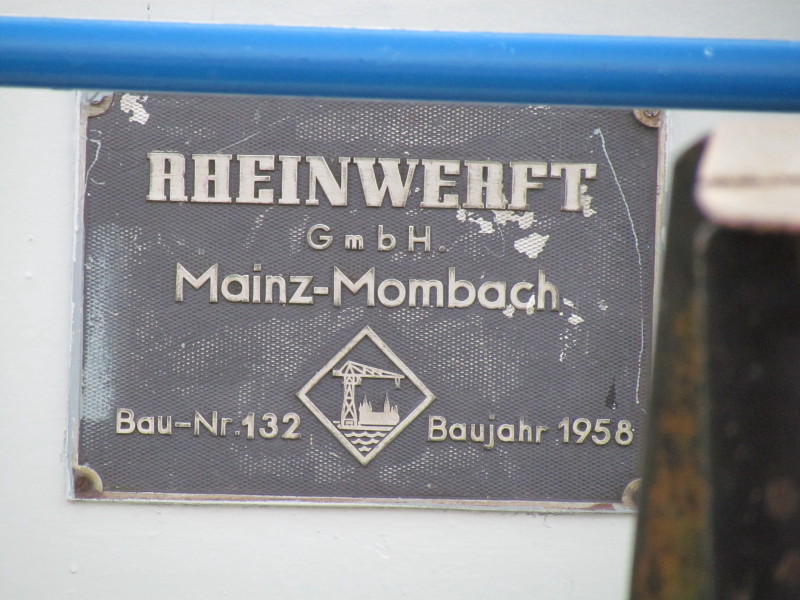 RHEINWERFT
GmbH.
Mainz-Mombach
Bau-Nr. 132 Baujahr 1958